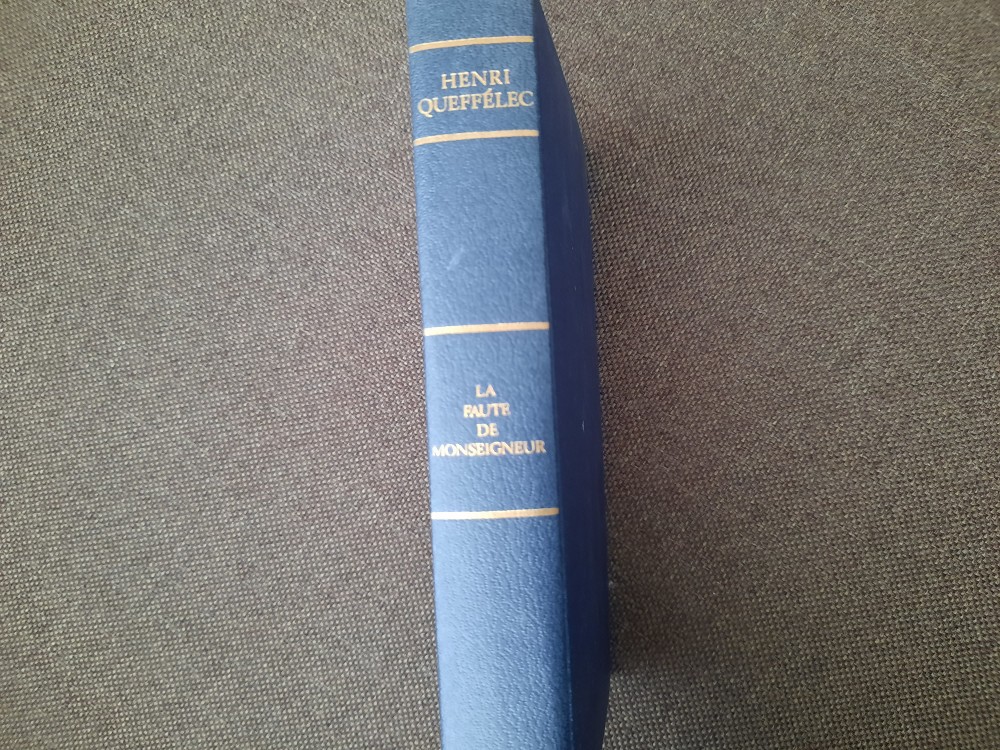 HENRI
QUEFFÉLEC
LA
FAUTE
DE
MONSEIGNEUR